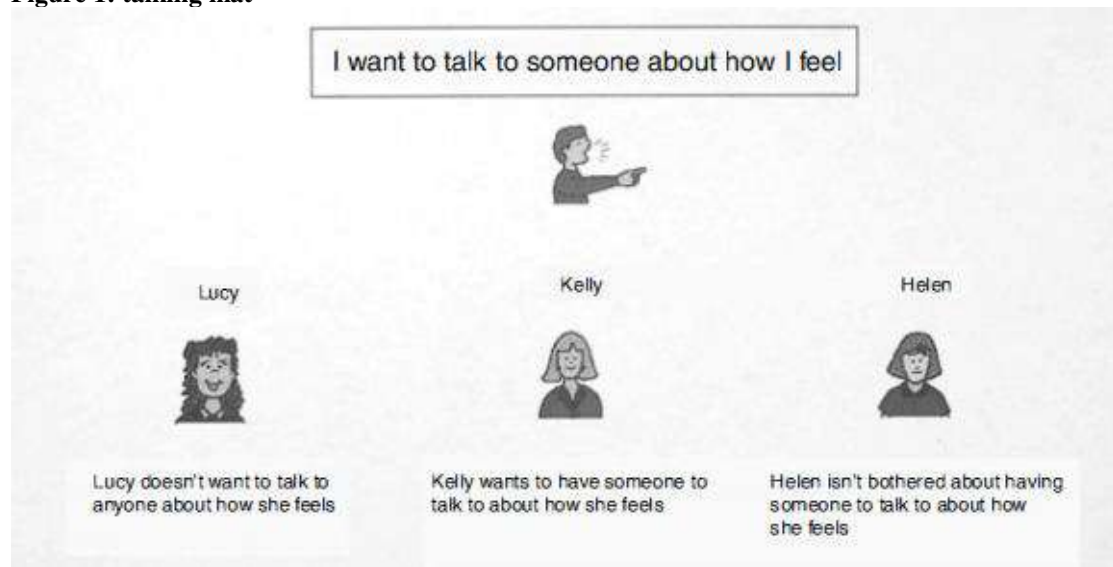 Figure 1: talking mat
I want to talk to someone about how I feel
Lucy
Kelly
Helen
Lucy doesn't want to talk to
anyone about how she feels
Kelly wants to have someone to
talk to about how she feels
Helen isn't bothered about having
someone to talk to about how
she feels